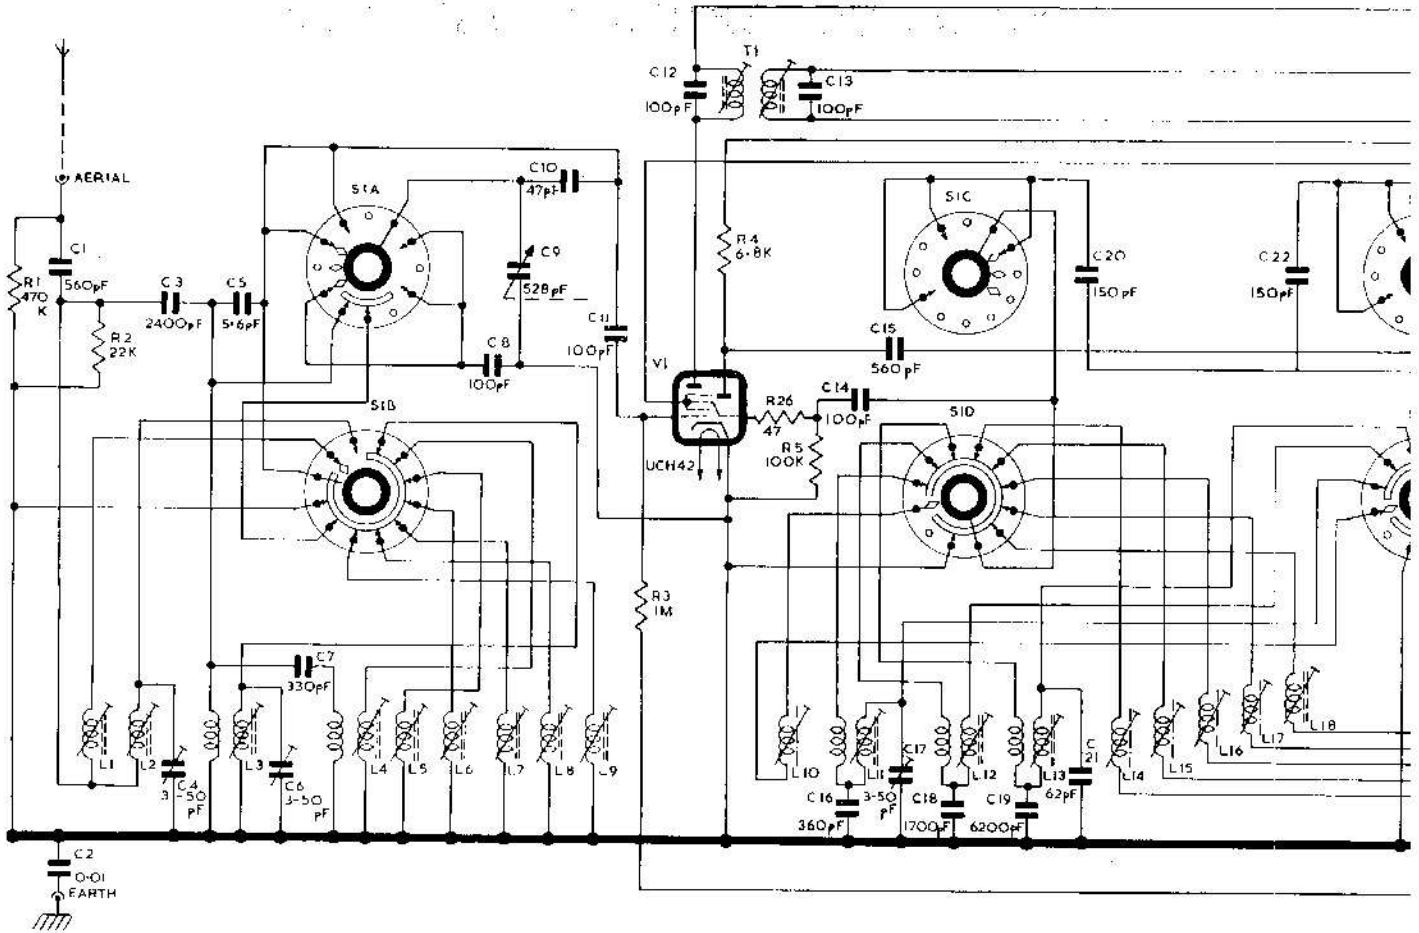 T1
C12
100pF
C13
100pF
AERIAL
S1A
C10
47pF
S1C
R4
6·8K
C1
560pF
R1
470
K
C3
2400pF
C5
5·6pF
C9
528pF
C20
150pF
C22
150pF
R2
22K
C8
100pF
C11
100pF
C15
560pF
V1
S1B
R26
47
C14
100pF
S1D
R5
100K
UCH42
R3
1M
C7
330pF
L1
L2
C4
3-50
pF
L3
C6
3-50
pF
L4
L5
L6
L7
L8
L9
L10
L11
C17
3-50
pF
L12
L13
C
21
62pF
L14
L15
L16
L17
L18
C16
360pF
C18
1700pF
C19
6200pF
C2
0·01
EARTH